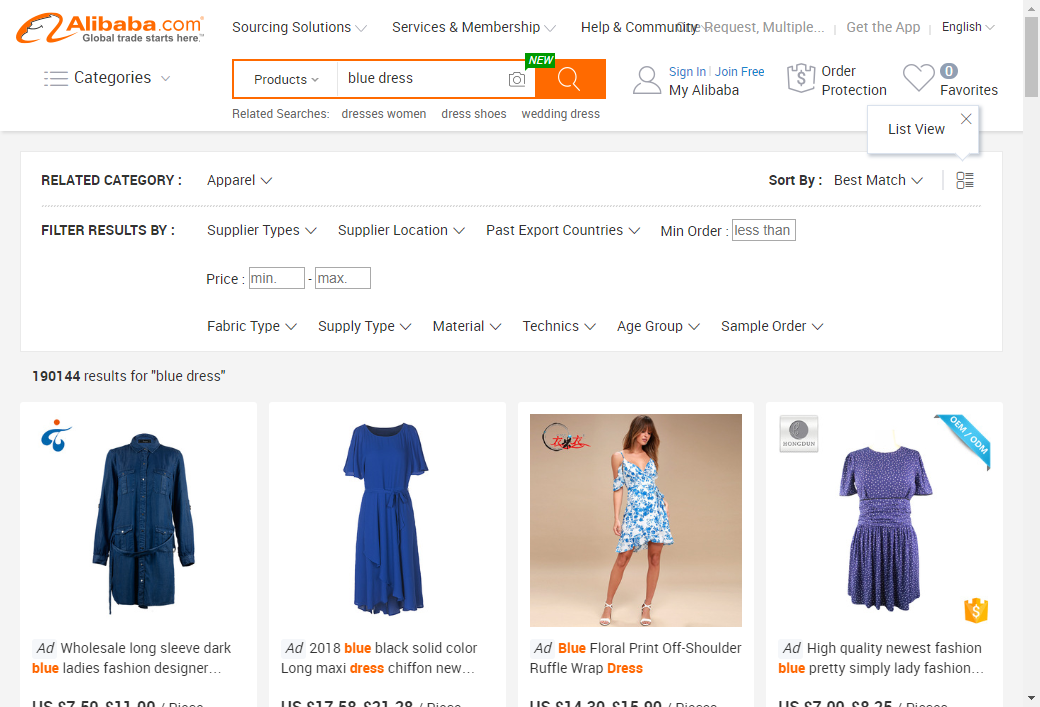 Alibaba.com
Global trade starts here.™
Sourcing Solutions
Services & Membership
Help & Community
One Request, Multiple...
Get the App
English
Categories
Products
blue dress
NEW
Sign In | Join Free
My Alibaba
Order
Protection
0
Favorites
Related Searches: dresses women dress shoes wedding dress
List View
RELATED CATEGORY : Apparel
Sort By : Best Match
FILTER RESULTS BY : Supplier Types Supplier Location Past Export Countries Min Order : less than
Price : min. - max.
Fabric Type Supply Type Material Technics Age Group Sample Order
190144 results for "blue dress"
HONGDUN
OEM / ODM
Ad Wholesale long sleeve dark
blue ladies fashion designer...
US $7.50-$11.00 / Piece
Ad 2018 blue black solid color
Long maxi dress chiffon new...
US $17.58-$21.28 / Piece
Ad Blue Floral Print Off-Shoulder
Ruffle Wrap Dress
US $14.30-$15.90 / Piece
Ad High quality newest fashion
blue pretty simply lady fashion...
US $7.00-$8.25 / Pieces